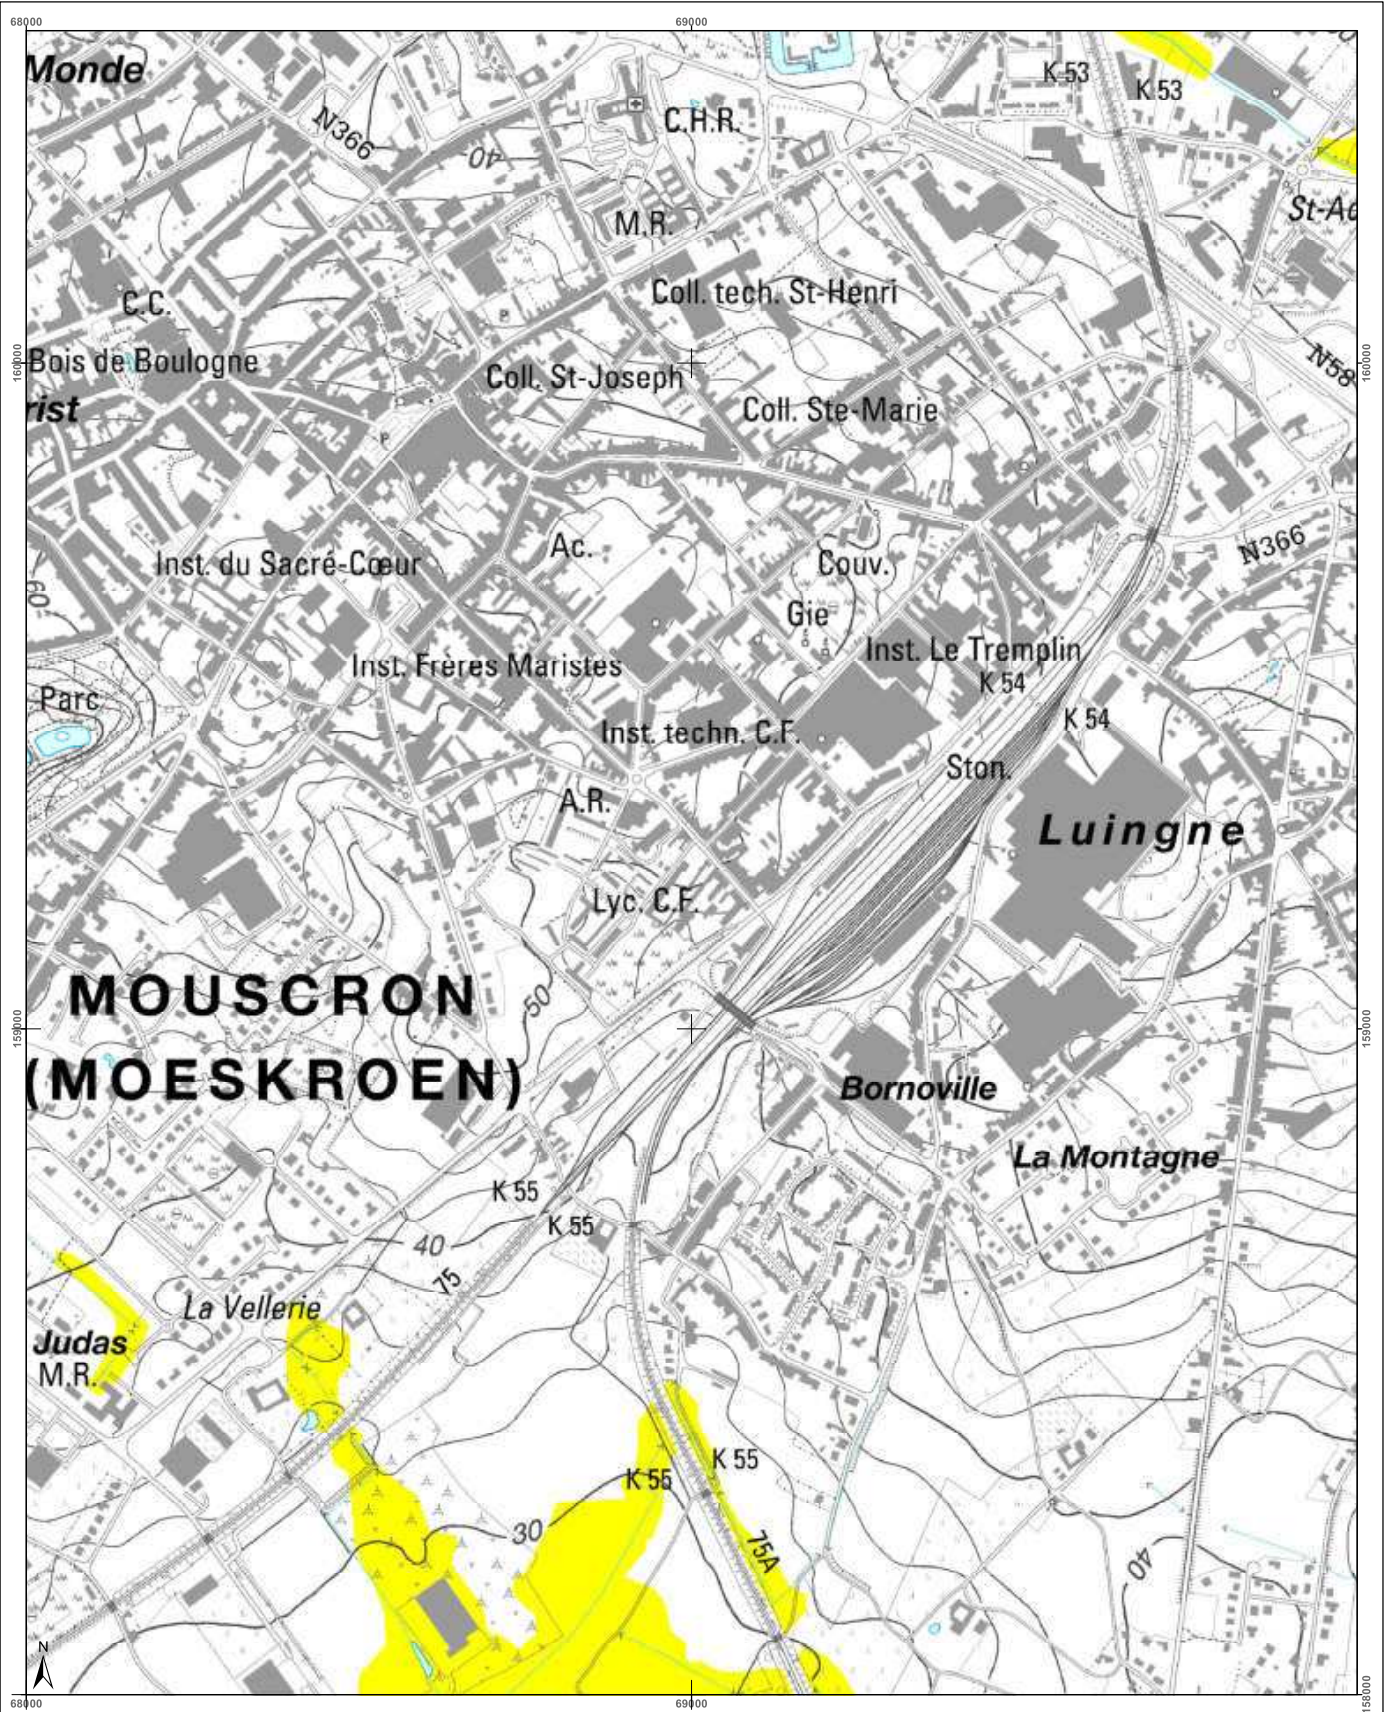 68000
69000
Monde
K 53
K 53
N366
C.H.R.
40
M.R.
St-Ad
C.C.
Coll. tech. St-Henri
160000
Bois de Boulogne
Coll. St-Joseph
N58
160000
rist
Coll. Ste-Marie
P
P
Ac.
Inst. du Sacré-Cœur
Couv.
N366
60
Gie
Inst. Frères Maristes
Inst. Le Tremplin
K 54
Parc
K 54
Inst. techn. C.F.
Ston.
A.R.
Luingne
Lyc. C.F.
MOUSCRON
50
159000
159000
(MOESKROEN)
Bornoville
La Montagne
K 55
K 55
40
75
La Vellerie
Judas
M.R.
K 55
K 55
30
75A
40
N
68000
69000
158000